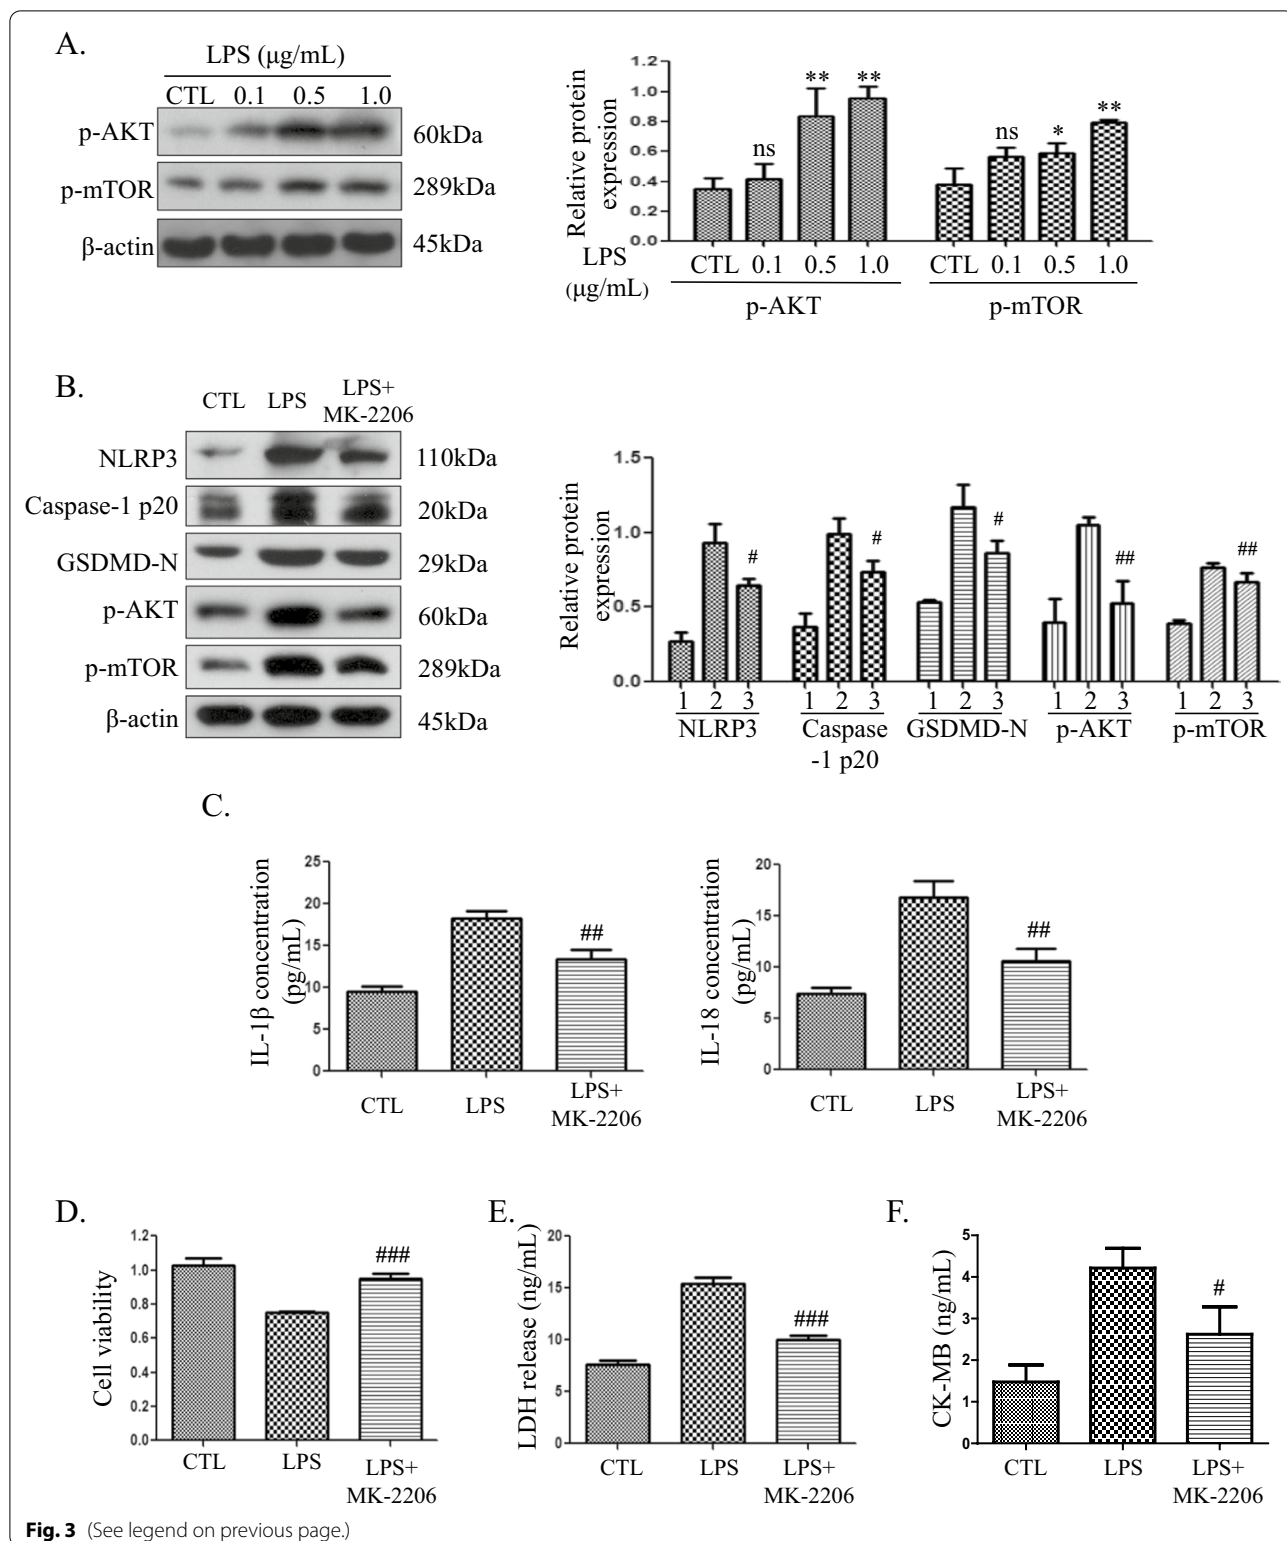 A.
LPS (μg/mL)
CTL 0.1 0.5 1.0
p-AKT 60kDa
p-mTOR 289kDa
β-actin 45kDa
Relative protein
expression
1.2
1.0
0.8
0.6
0.4
0.2
0.0
ns ** ** ns * **
LPS
(μg/mL)
CTL 0.1 0.5 1.0 CTL 0.1 0.5 1.0
p-AKT p-mTOR
B.
CTL LPS LPS+
MK-2206
NLRP3 110kDa
Caspase-1 p20 20kDa
GSDMD-N 29kDa
p-AKT 60kDa
p-mTOR 289kDa
β-actin 45kDa
Relative protein
expression
1.5
1.0
0.5
0.0
# # # ## ##
1 2 3 1 2 3 1 2 3 1 2 3 1 2 3
NLRP3 Caspase GSDMD-N p-AKT p-mTOR
-1 p20
C.
IL-1β concentration
(pg/mL)
25
20
15
10
5
0
##
CTL LPS LPS+
MK-2206
IL-18 concentration
(pg/mL)
20
15
10
5
0
##
CTL LPS LPS+
MK-2206
D.
Cell viability
1.2
1.0
0.8
0.6
0.4
0.2
0.0
###
CTL LPS LPS+
MK-2206
E.
LDH release (ng/mL)
20
15
10
5
0
###
CTL LPS LPS+
MK-2206
F.
CK-MB (ng/mL)
5
4
3
2
1
0
#
CTL LPS LPS+
MK-2206
Fig. 3 (See legend on previous page.)